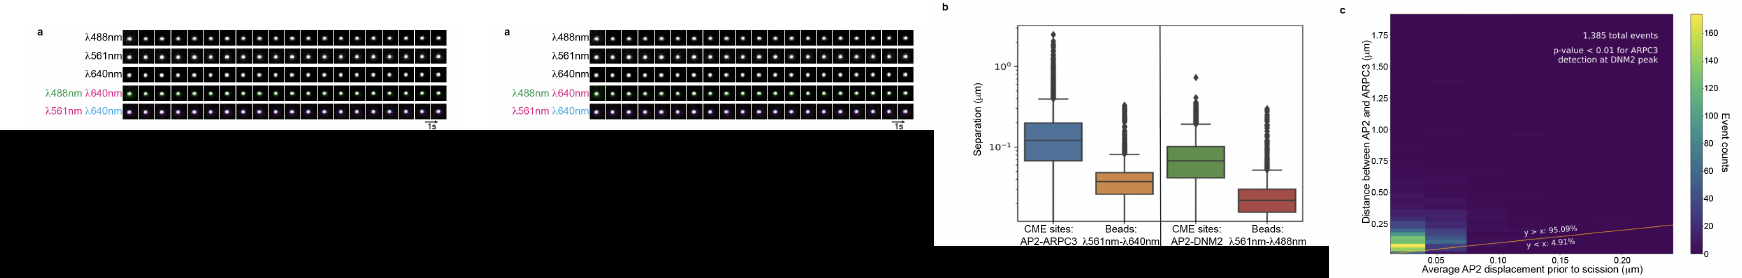 a
λ488nm
λ561nm
λ640nm
λ488nm λ640nm
λ561nm λ640nm
1s
a
λ488nm
λ561nm
λ640nm
λ488nm λ640nm
λ561nm λ640nm
1s
b
Separation (μm)
10⁰
10⁻¹
CME sites:
AP2-ARPC3
Beads:
λ561nm-λ640nm
CME sites:
AP2-DNM2
Beads:
λ561nm-λ488nm
c
Distance between AP2 and ARPC3 (μm)
1.75
1.50
1.25
1.00
0.75
0.50
0.25
1,385 total events
p-value < 0.01 for ARPC3
detection at DNM2 peak
y > x: 95.09%
y < x: 4.91%
0.05 0.10 0.15 0.20
Average AP2 displacement prior to scission (μm)
160
140
120
100
80
60
40
20
0
Event counts